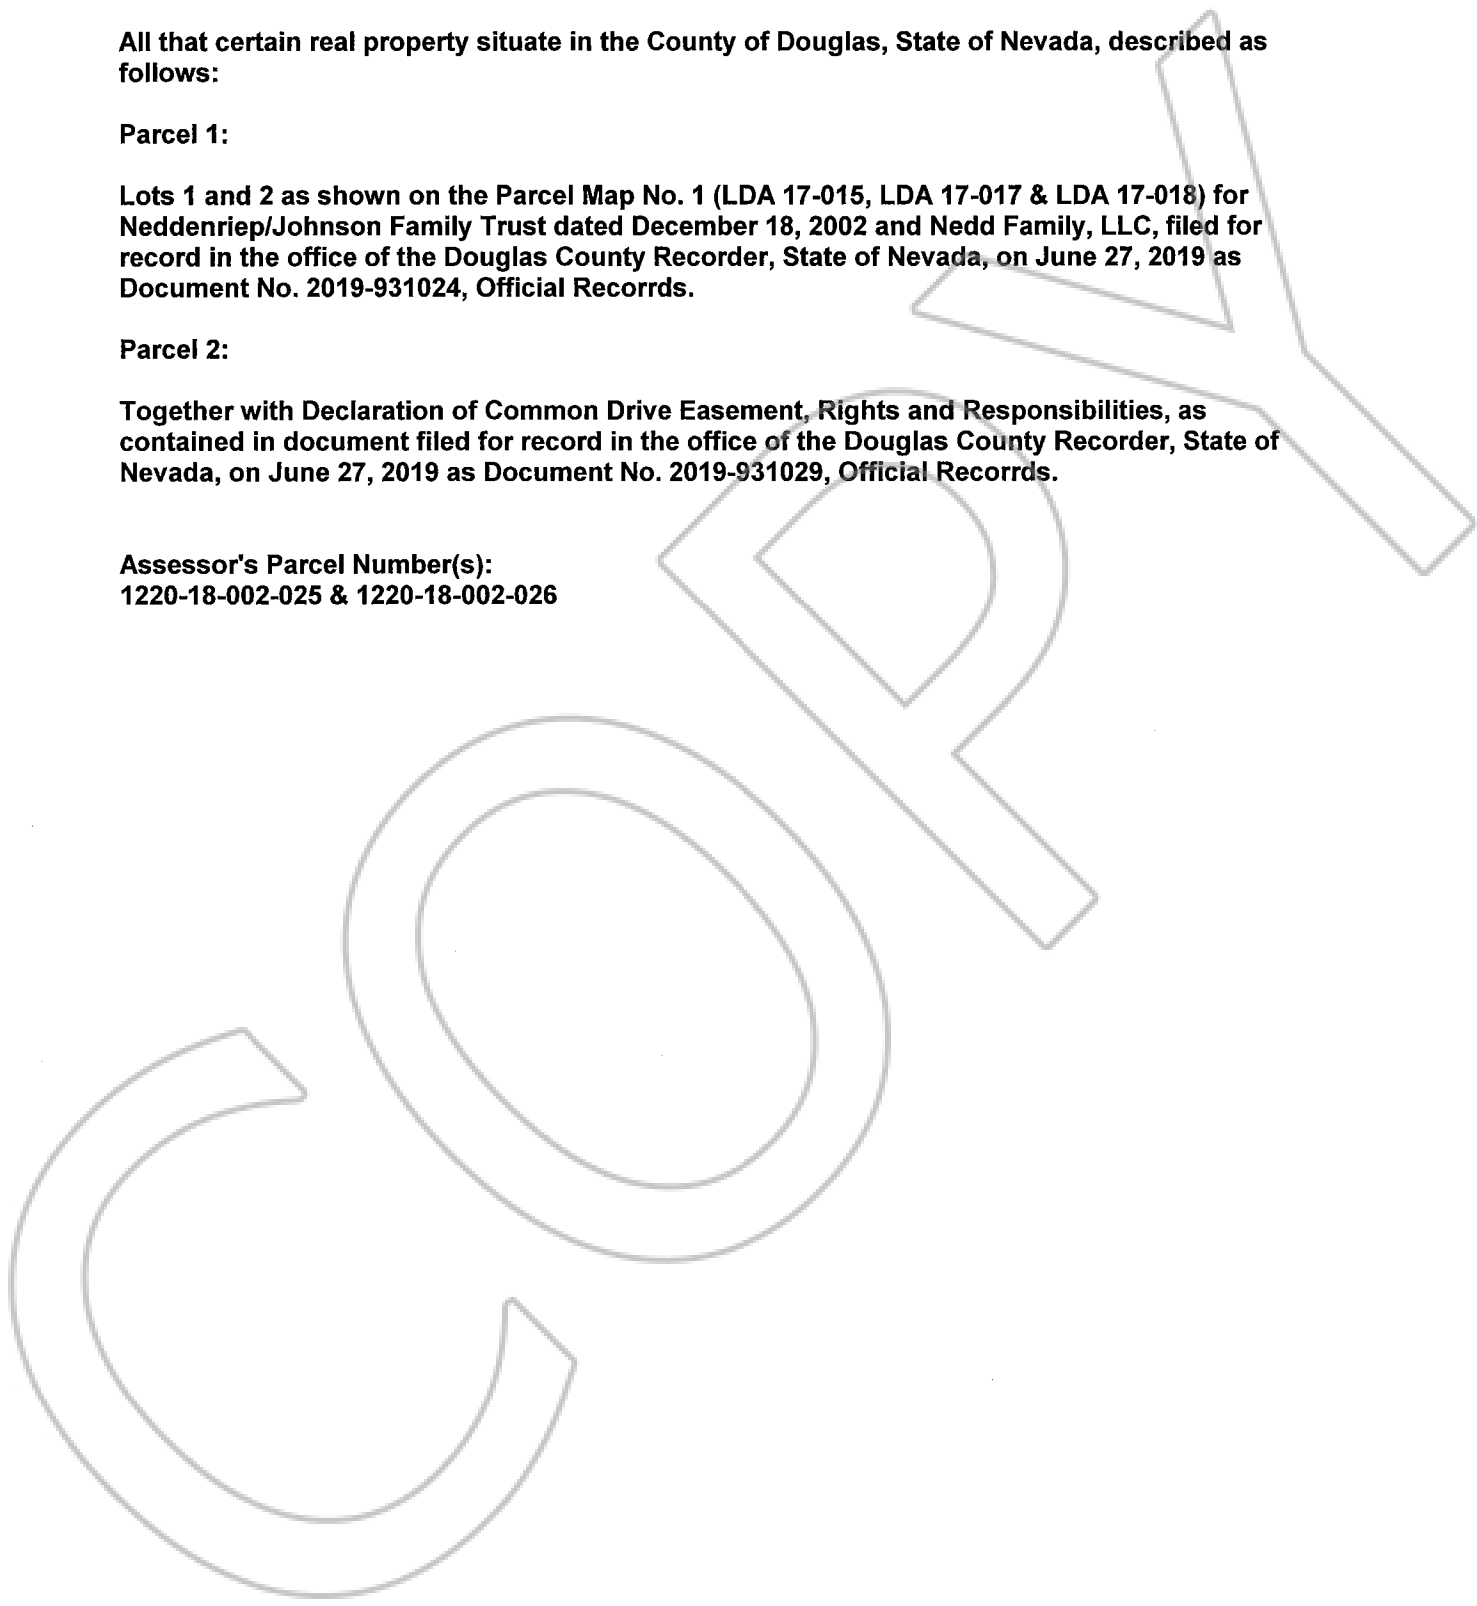 All that certain real property situate in the County of Douglas, State of Nevada, described as
follows:
Parcel 1:
Lots 1 and 2 as shown on the Parcel Map No. 1 (LDA 17-015, LDA 17-017 & LDA 17-018) for
Neddenriep/Johnson Family Trust dated December 18, 2002 and Nedd Family, LLC, filed for
record in the office of the Douglas County Recorder, State of Nevada, on June 27, 2019 as
Document No. 2019-931024, Official Recorrds.
Parcel 2:
Together with Declaration of Common Drive Easement, Rights and Responsibilities, as
contained in document filed for record in the office of the Douglas County Recorder, State of
Nevada, on June 27, 2019 as Document No. 2019-931029, Official Recorrds.
Assessor's Parcel Number(s):
1220-18-002-025 & 1220-18-002-026
COPY